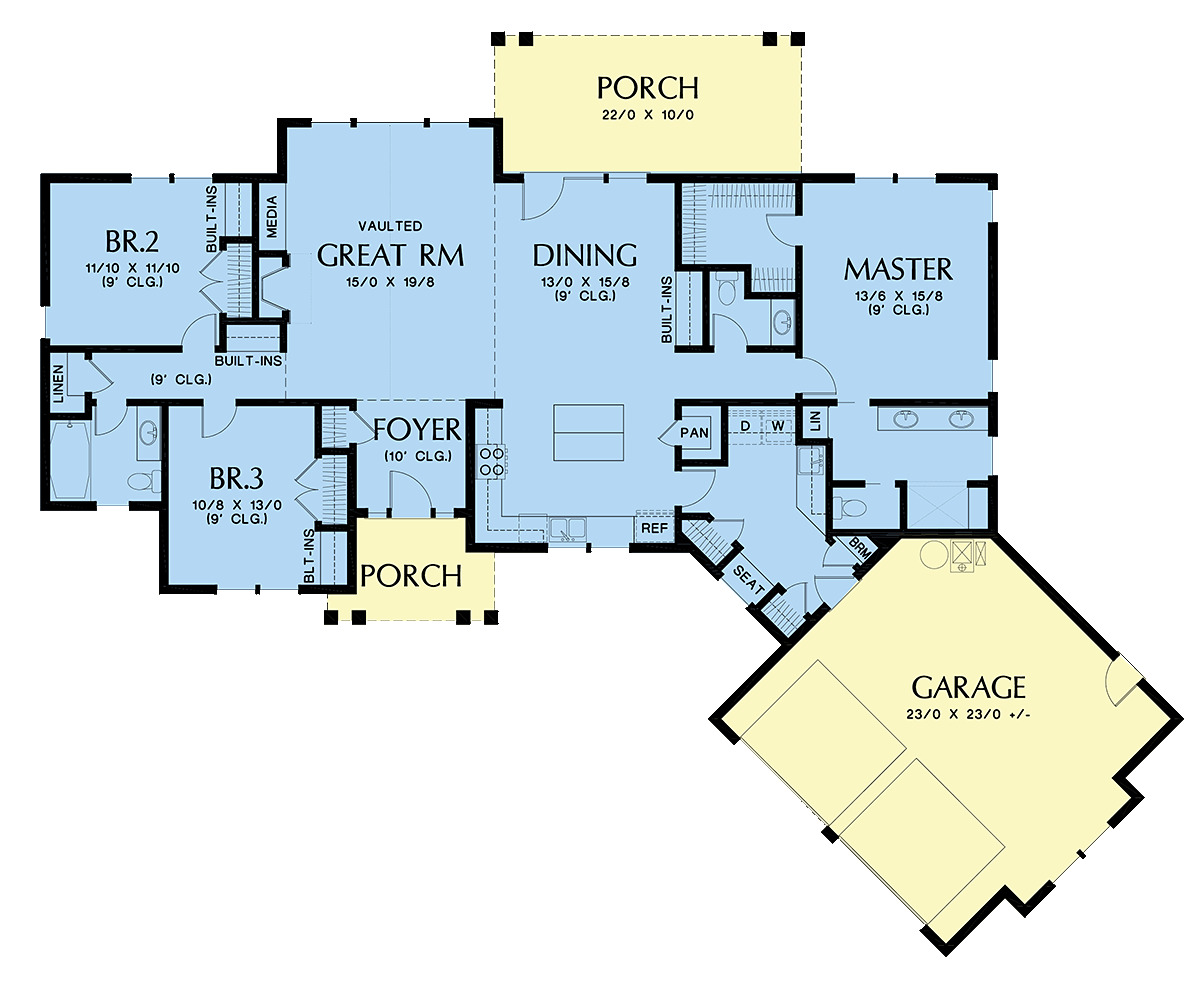 PORCH
22/0 X 10/0
BR.2
11/10 X 11/10
(9' CLG.)
BUILT-INS
MEDIA
VAULTED
GREAT RM
15/0 X 19/8
DINING
13/0 X 15/8
(9' CLG.)
BUILT-INS
MASTER
13/6 X 15/8
(9' CLG.)
BUILT-INS
LINEN
(9' CLG.)
FOYER
(10' CLG.)
PAN
D
W
LIN
BR.3
10/8 X 13/0
(9' CLG.)
BLT-INS
REF
PORCH
BRM
SEAT
GARAGE
23/0 X 23/0 +/-